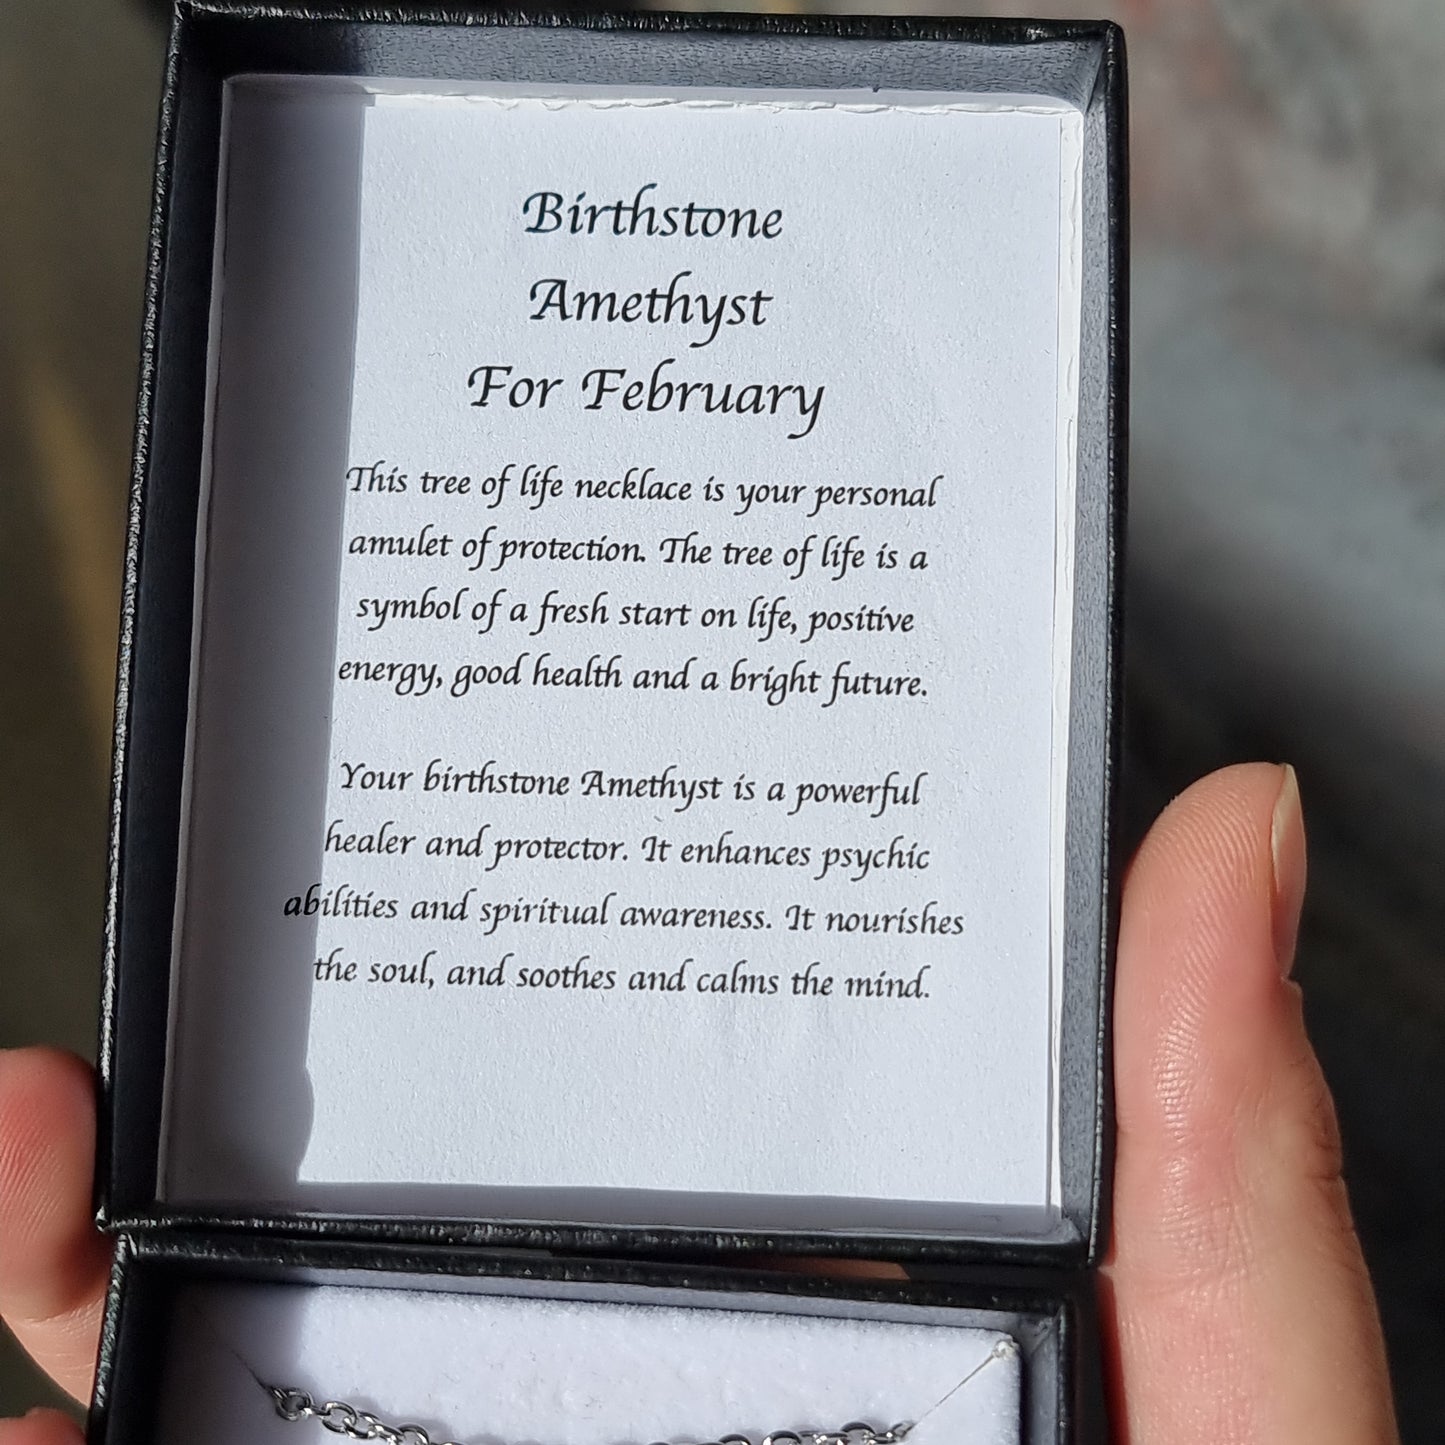 Birthstone
Amethyst
For February
This tree of life necklace is your personal
amulet of protection. The tree of life is a
symbol of a fresh start on life, positive
energy, good health and a bright future.
Your birthstone Amethyst is a powerful
healer and protector. It enhances psychic
abilities and spiritual awareness. It nourishes
the soul, and soothes and calms the mind.